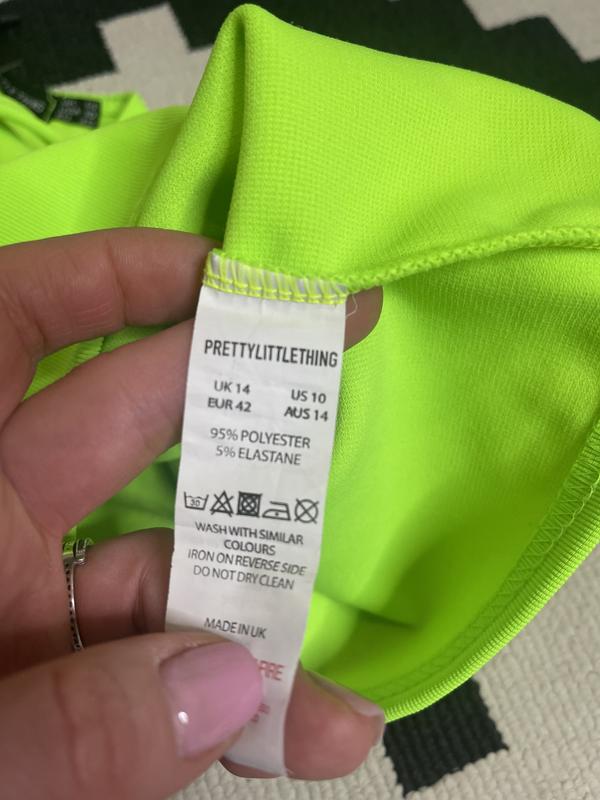 PRETTYLITTLETHING
UK 14 US 10
EUR 42 AUS 14
95% POLYESTER
5% ELASTANE
30
WASH WITH SIMILAR
COLOURS
IRON ON REVERSE SIDE
DO NOT DRY CLEAN
MADE IN UK